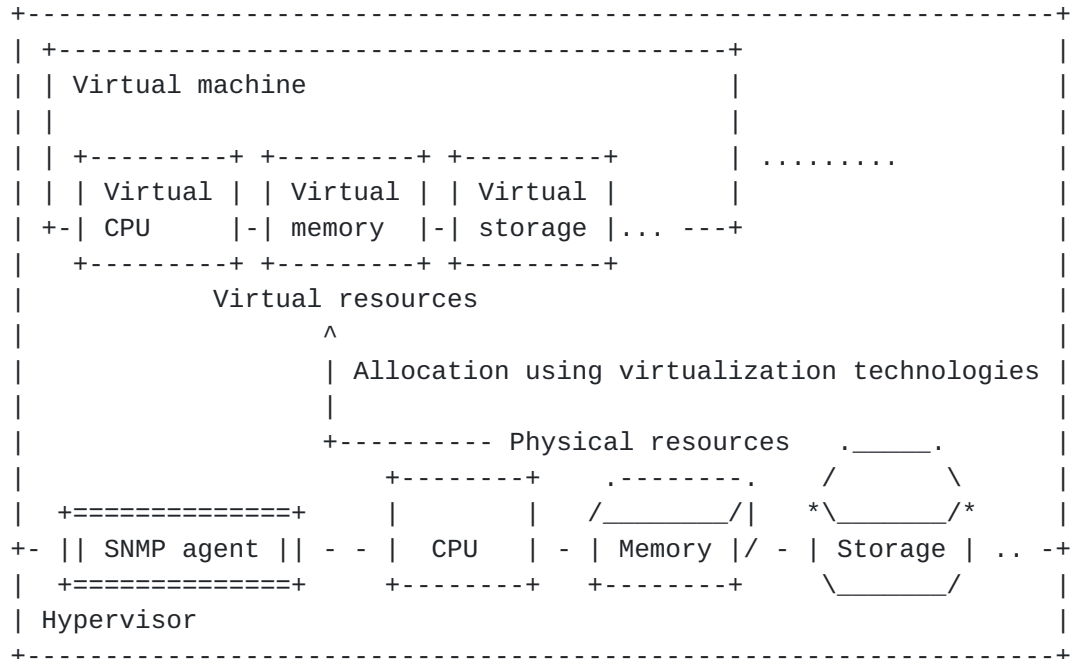 Virtual machine
.........
Virtual Virtual Virtual
CPU memory storage ...
Virtual resources
Allocation using virtualization technologies
Physical resources
SNMP agent CPU Memory Storage ..
Hypervisor